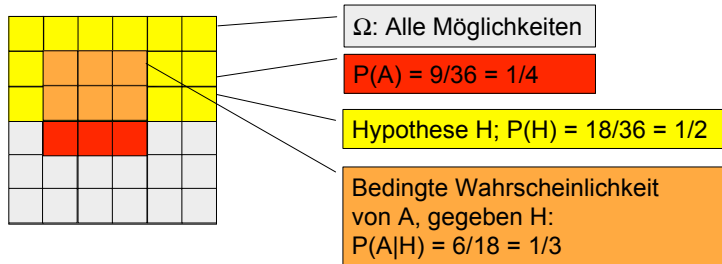 Ω: Alle Möglichkeiten
P(A) = 9/36 = 1/4
Hypothese H; P(H) = 18/36 = 1/2
Bedingte Wahrscheinlichkeit
von A, gegeben H:
P(A|H) = 6/18 = 1/3